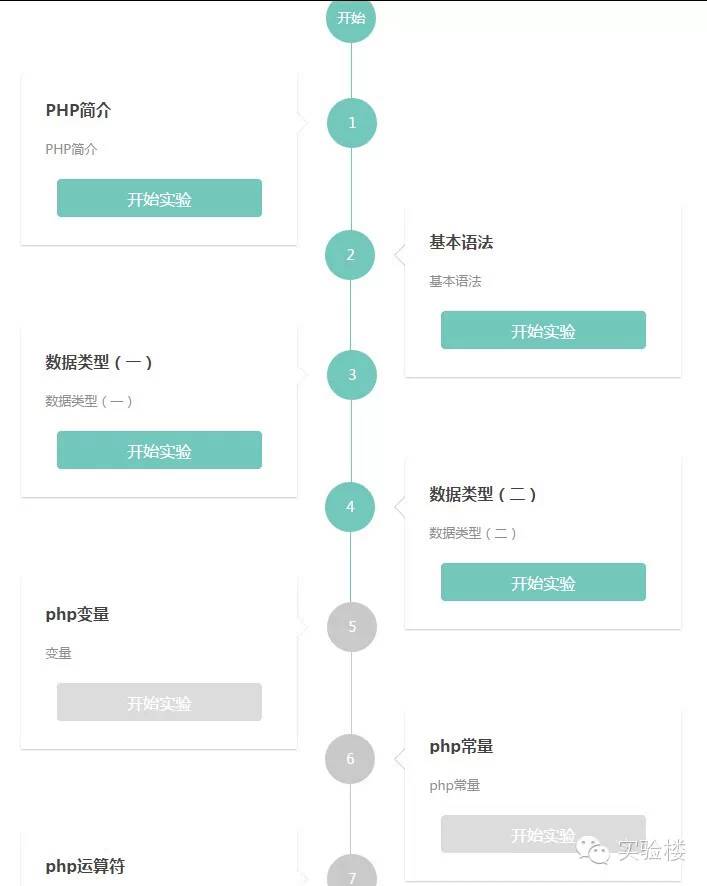 开始
1
PHP简介
PHP简介
开始实验
2
基本语法
基本语法
开始实验
3
数据类型（一）
数据类型（一）
开始实验
4
数据类型（二）
数据类型（二）
开始实验
5
php变量
变量
开始实验
6
php常量
php常量
开始实验
实验楼
7
php运算符